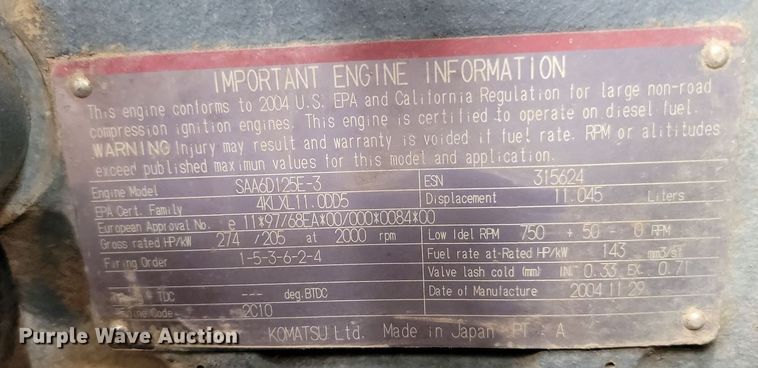 IMPORTANT ENGINE INFORMATION
This engine conforms to 2004 U.S. EPA and California Regulation for large non-road
compression ignition engines. This engine is certified to operate on diesel fuel.
WARNING Injury may result and warranty is voided if fuel rate. RPM or alititudes
exceed published maximun values for this model and application.
Engine Model SAA6D125E-3 ESN 315624
EPA Cert. Family 4KLXL11.0DD5 Displacement 11.045 Liters
European Approval No. e 11*97/68EA*00/000*0084*00
Gross rated HP/kW 274 / 205 at 2000 rpm Low Idel RPM 750 + 50 - 0 RPM
Firing Order 1-5-3-6-2-4 Fuel rate at-Rated HP/kW 143 mm3/st
Valve lash cold (mm) IN. 0.33 EX. 0.71
TDC --- deg.BTDC Date of Manufacture 2004 11 29
Engine Code 2C10
KOMATSU Ltd. Made in Japan PT. A
Purple Wave Auction